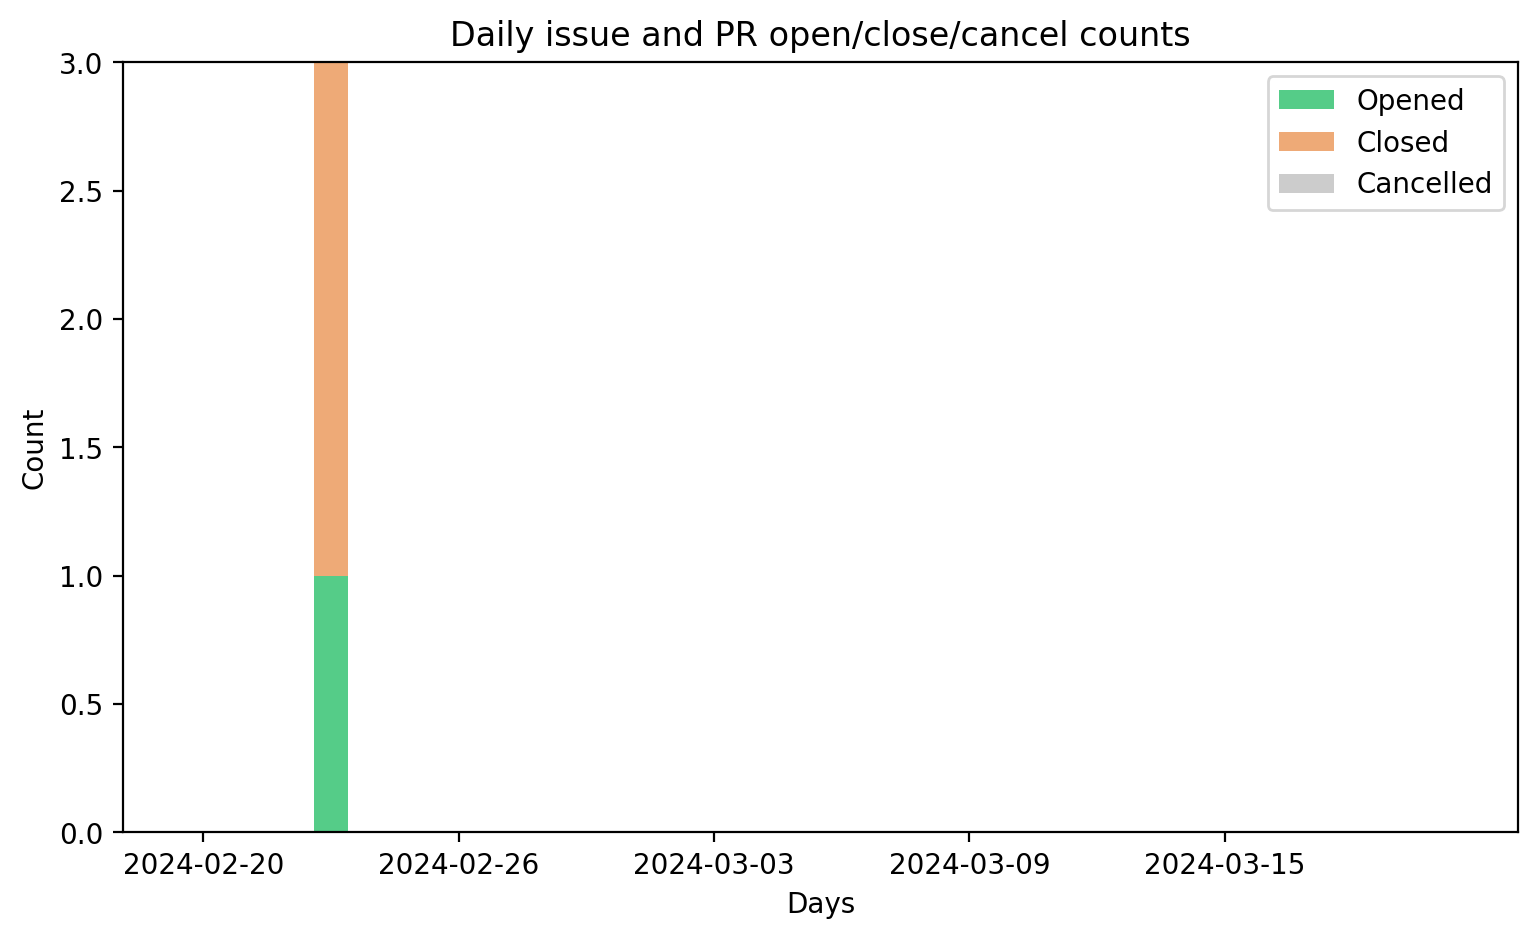 Daily issue and PR open/close/cancel counts
3.0
2.5
2.0
1.5
1.0
0.5
0.0
Count
Opened
Closed
Cancelled
2024-02-20 2024-02-26 2024-03-03 2024-03-09 2024-03-15
Days